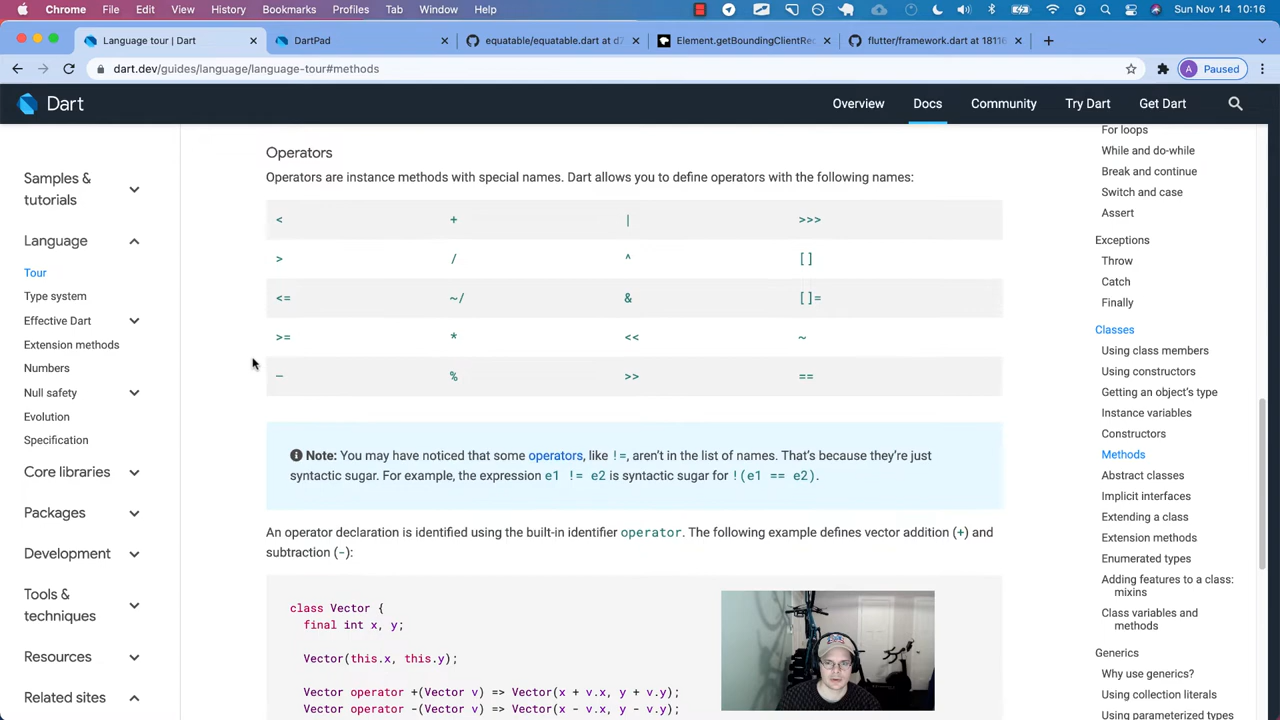 Chrome File Edit View History Bookmarks Profiles Tab Window Help Sun Nov 14 10:16
Language tour | Dart DartPad equatable/equatable.dart at d7 Element.getBoundingClientRec flutter/framework.dart at 18116
dart.dev/guides/language/language-tour#methods A Paused
Dart Overview Docs Community Try Dart Get Dart
Samples &
tutorials
Language
Tour
Type system
Effective Dart
Extension methods
Numbers
Null safety
Evolution
Specification
Core libraries
Packages
Development
Tools &
techniques
Resources
Related sites
Operators
Operators are instance methods with special names. Dart allows you to define operators with the following names:
< + | >>>
> / ^ []
<= ~/ & []=
>= * << ~
– % >> ==
Note: You may have noticed that some operators, like !=, aren't in the list of names. That's because they're just
syntactic sugar. For example, the expression e1 != e2 is syntactic sugar for !(e1 == e2).
An operator declaration is identified using the built-in identifier operator. The following example defines vector addition (+) and
subtraction (-):
class Vector {
final int x, y;
Vector(this.x, this.y);
Vector operator +(Vector v) => Vector(x + v.x, y + v.y);
Vector operator -(Vector v) => Vector(x - v.x, y - v.y);
For loops
While and do-while
Break and continue
Switch and case
Assert
Exceptions
Throw
Catch
Finally
Classes
Using class members
Using constructors
Getting an object's type
Instance variables
Constructors
Methods
Abstract classes
Implicit interfaces
Extending a class
Extension methods
Enumerated types
Adding features to a class:
mixins
Class variables and
methods
Generics
Why use generics?
Using collection literals
Using parameterized types